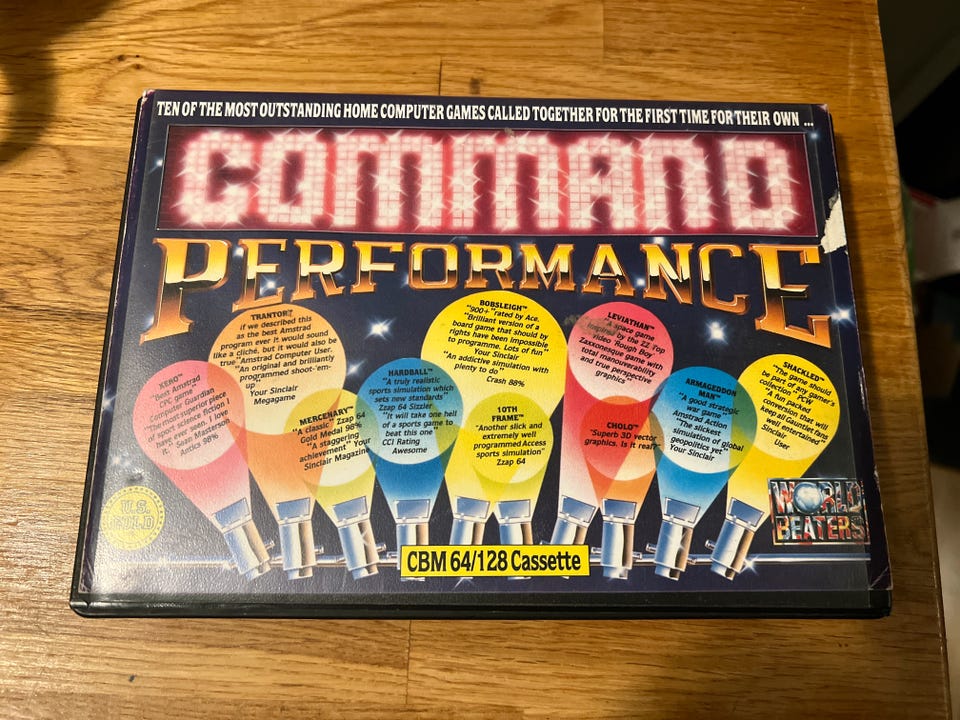 TEN OF THE MOST OUTSTANDING HOME COMPUTER GAMES CALLED TOGETHER FOR THE FIRST TIME FOR THEIR OWN ...
COMMAND
PERFORMANCE
XENO™
"Best Amstrad
CPC game"
Computer Guardian
"The most superior piece
of sport science fiction I
have ever seen. I love
it." Sean Masterson
Antics 98%
TRANTOR™
if we described this
as the best Amstrad
program ever it would sound
like a cliché, but it would also be
true" Amstrad Computer User.
"An original and brilliantly
programmed shoot-'em-
up"
Your Sinclair
Megagame
MERCENARY™
"A classic" Zzap 64
Gold Medal 98%
"A staggering
achievement" Your
Sinclair Magazine
HARDBALL™
"A truly realistic
sports simulation which
sets new standards"
Zzap 64 Sizzler
"It will take one hell
of a sports game to
beat this one"
CCI Rating
Awesome
BOBSLEIGH™
"900+" rated by Ace.
"Brilliant version of a
board game that should by
rights have been impossible
to programme. Lots of fun"
Your Sinclair
"An addictive simulation with
plenty to do"
Crash 88%
10TH
FRAME™
"Another slick and
extremely well
programmed Access
sports simulation"
Zzap 64
LEVIATHAN™
"A space game
inspired by the ZZ Top
video 'Rough Boy'
Zaxxonesque game with
total manouverability
and true perspective
graphics"
CHOLO™
"Superb 3D vector
graphics. Is it real?"
ARMAGEDDON
MAN™
"A good strategic
war game"
Amstrad Action
"The slickest
simulation of global
geopolitics yet"
Your Sinclair
SHACKLED™
"The game should
be part of any gamer's
collection" PCW
"A fun packed
conversion that will
keep Gauntlet fans
well entertained"
Sinclair
User
U.S.
GOLD
WORLD
BEATERS
CBM 64/128 Cassette